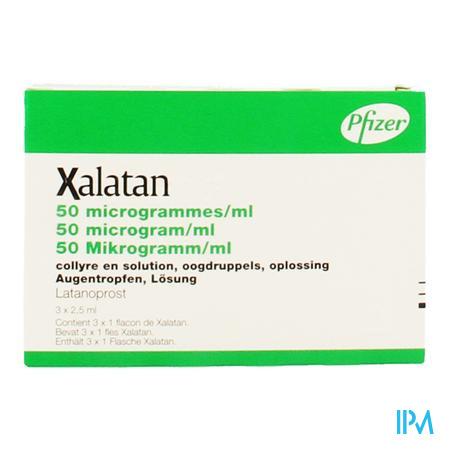 Pfizer
Xalatan
50 microgrammes/ml
50 microgram/ml
50 Mikrogramm/ml
collyre en solution, oogdruppels, oplossing
Augentropfen, Lösung
Latanoprost
3 x 2,5 ml
Contient 3 x 1 flacon de Xalatan.
Bevat 3 x 1 fles Xalatan.
Enthält 3 x 1 Flasche Xalatan.
IPM